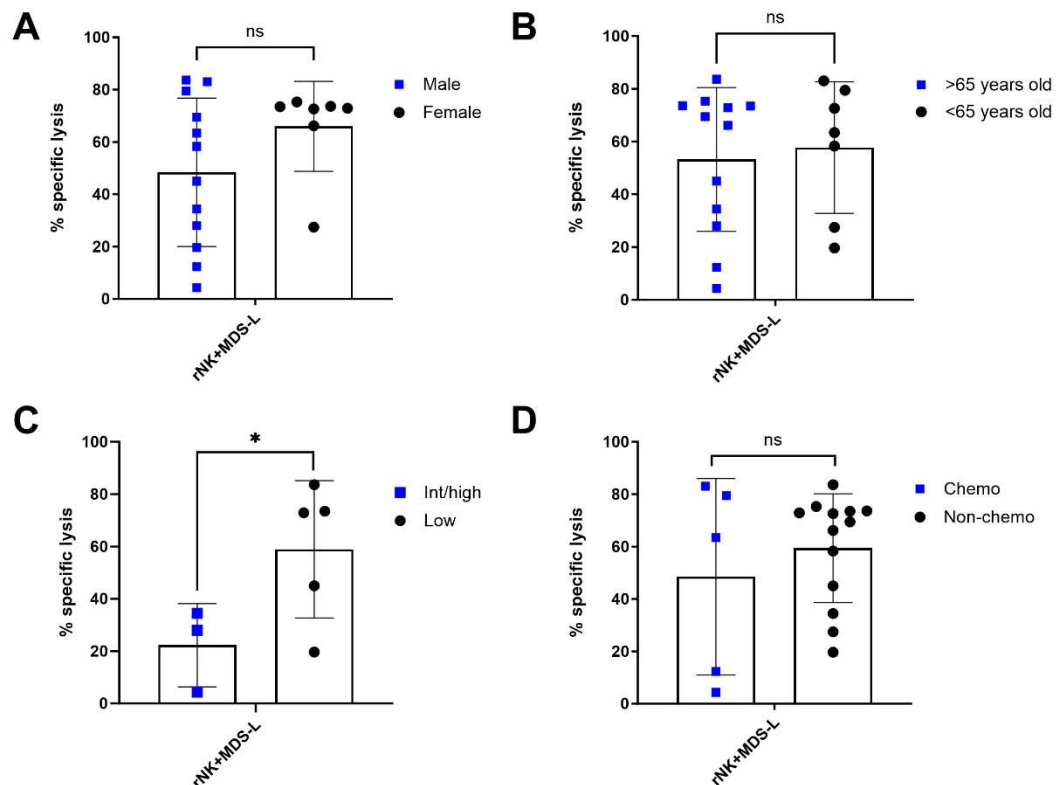 A
ns
100
80
60
40
20
0
% specific lysis
rNK+MDS-L
Male
Female
B
ns
100
80
60
40
20
0
% specific lysis
rNK+MDS-L
>65 years old
<65 years old
C
*
100
80
60
40
20
0
% specific lysis
rNK+MDS-L
Int/high
Low
D
ns
100
80
60
40
20
0
% specific lysis
rNK+MDS-L
Chemo
Non-chemo